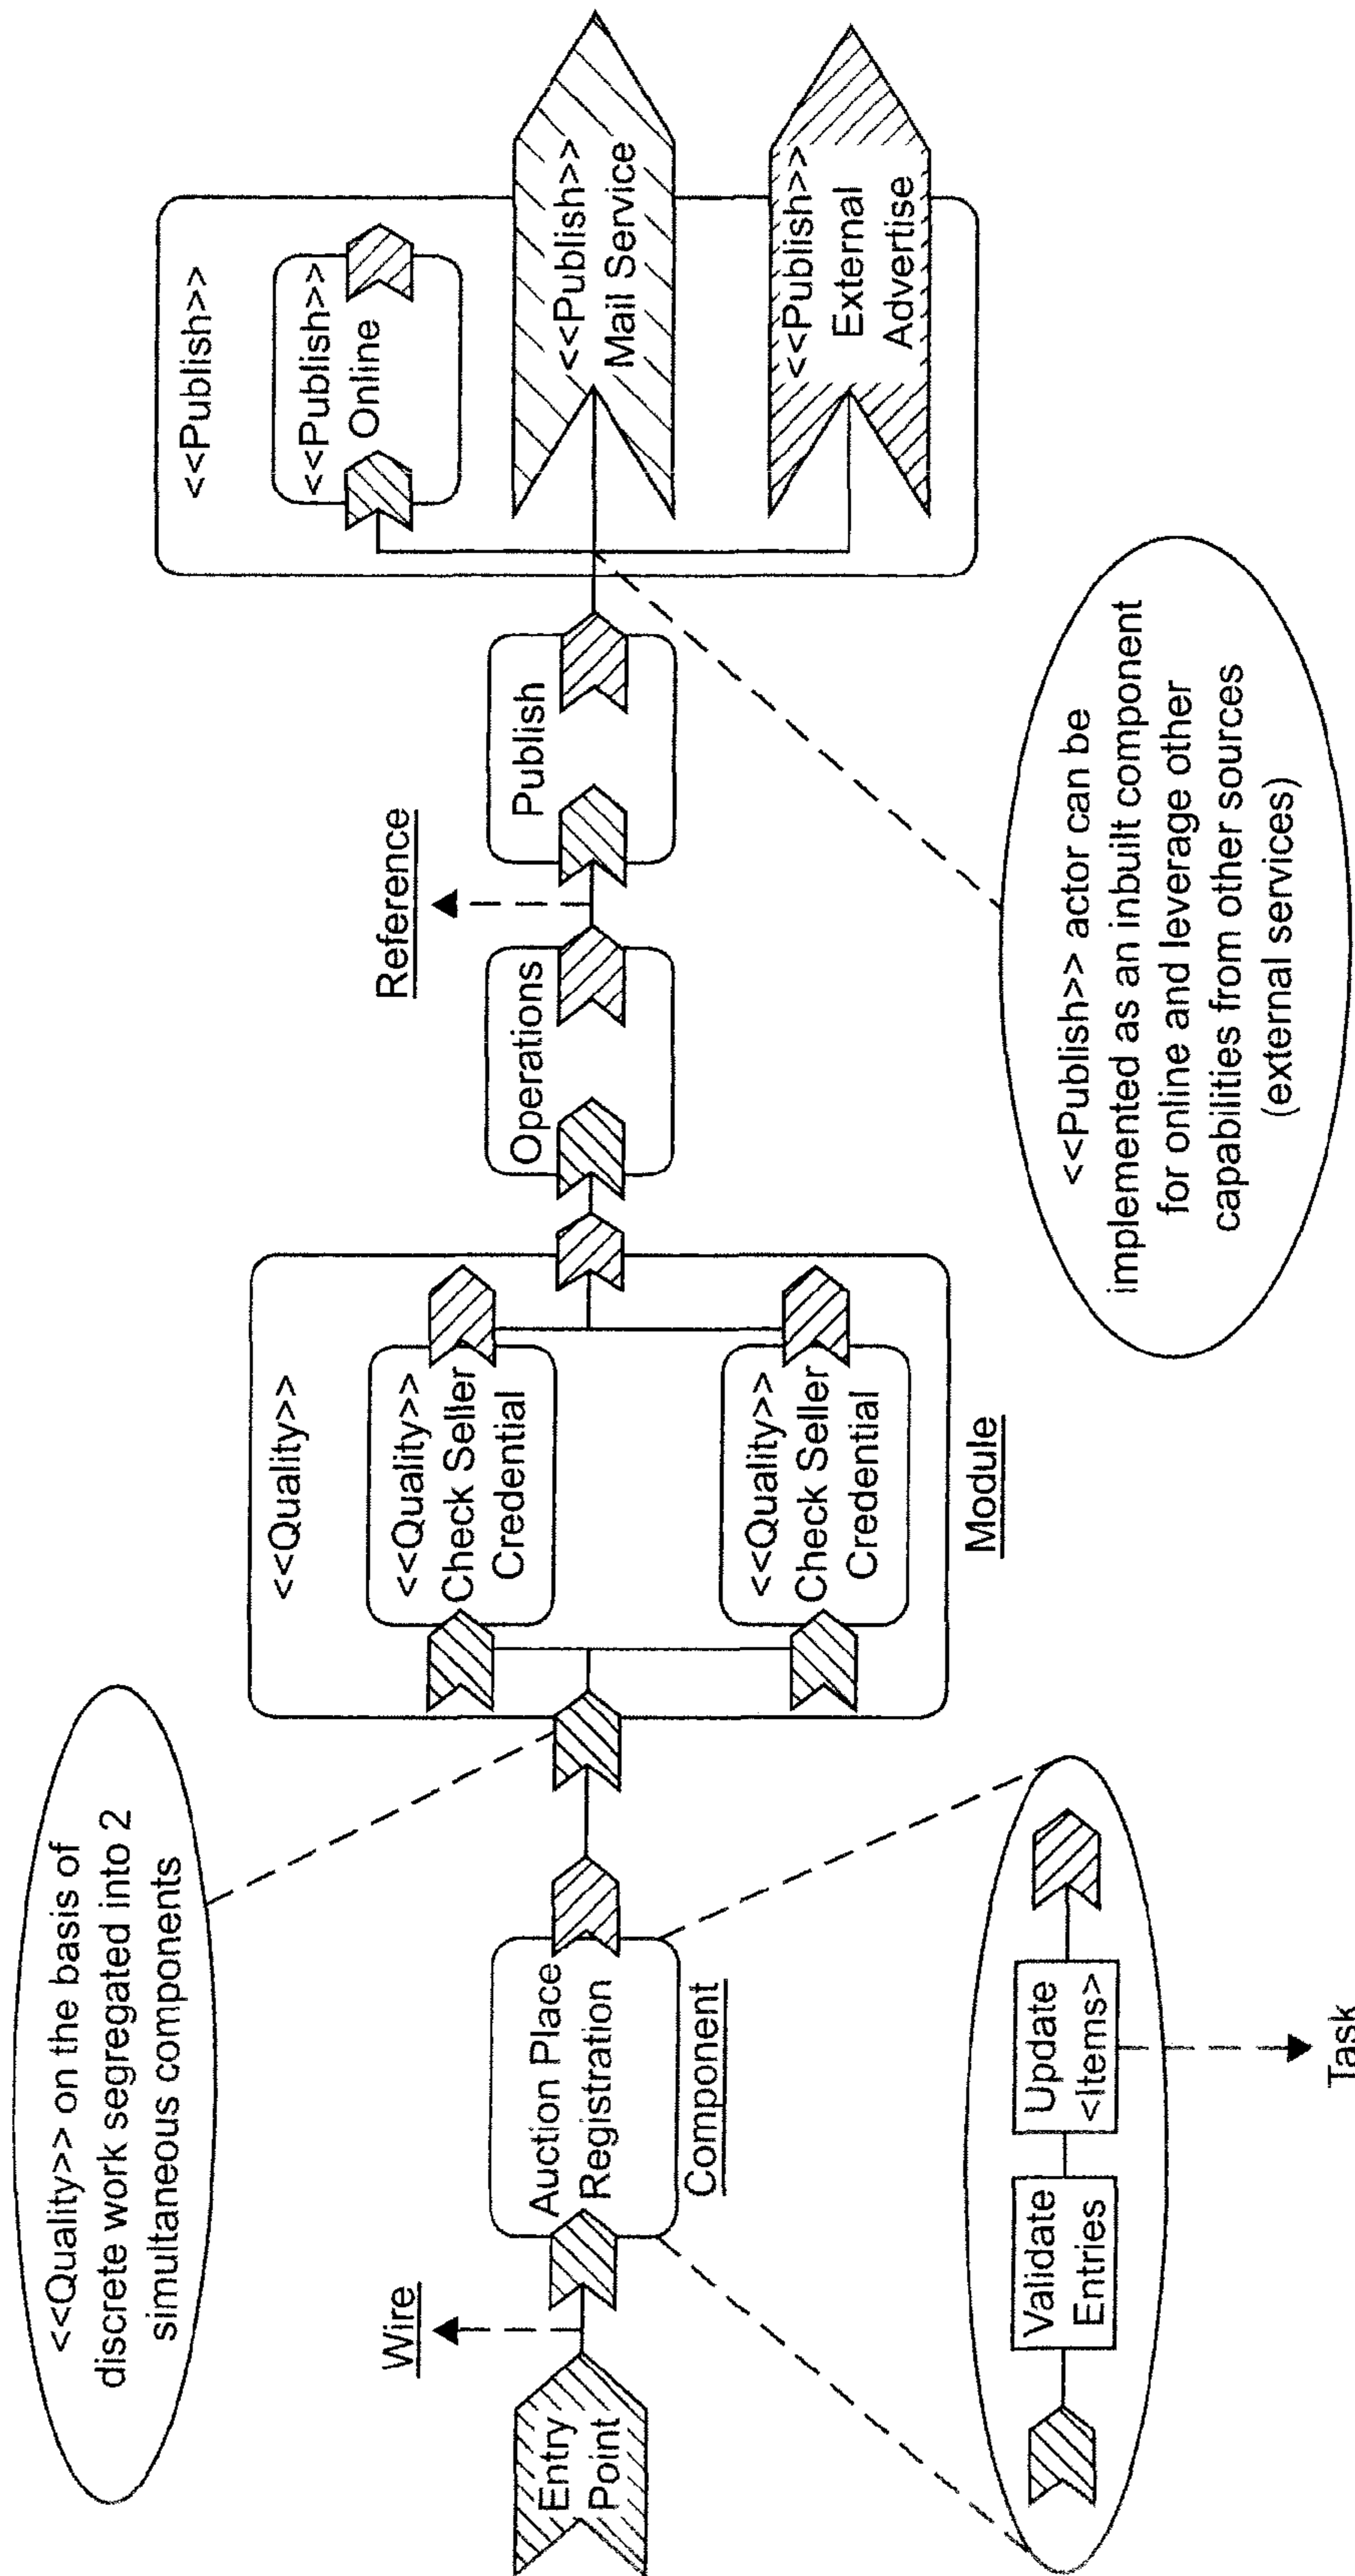 <<Quality>> on the basis of
discrete work segregated into 2
simultaneous components
Entry
Point
Wire
Auction Place
Registration
Component
Validate
Entries
Update
<Items>
Task
<<Quality>>
<<Quality>>
Check Seller
Credential
<<Quality>>
Check Seller
Credential
Module
Operations
Reference
Publish
<<Publish>>
<<Publish>>
Online
<<Publish>>
Mail Service
<<Publish>>
External
Advertise
<<Publish>> actor can be
implemented as an inbuilt component
for online and leverage other
capabilities from other sources
(external services)